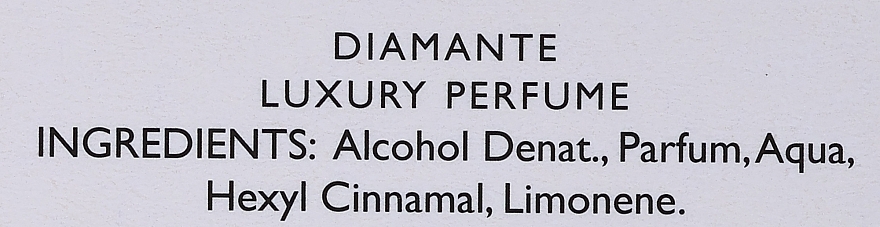 DIAMANTE
LUXURY PERFUME
INGREDIENTS: Alcohol Denat., Parfum, Aqua,
Hexyl Cinnamal, Limonene.